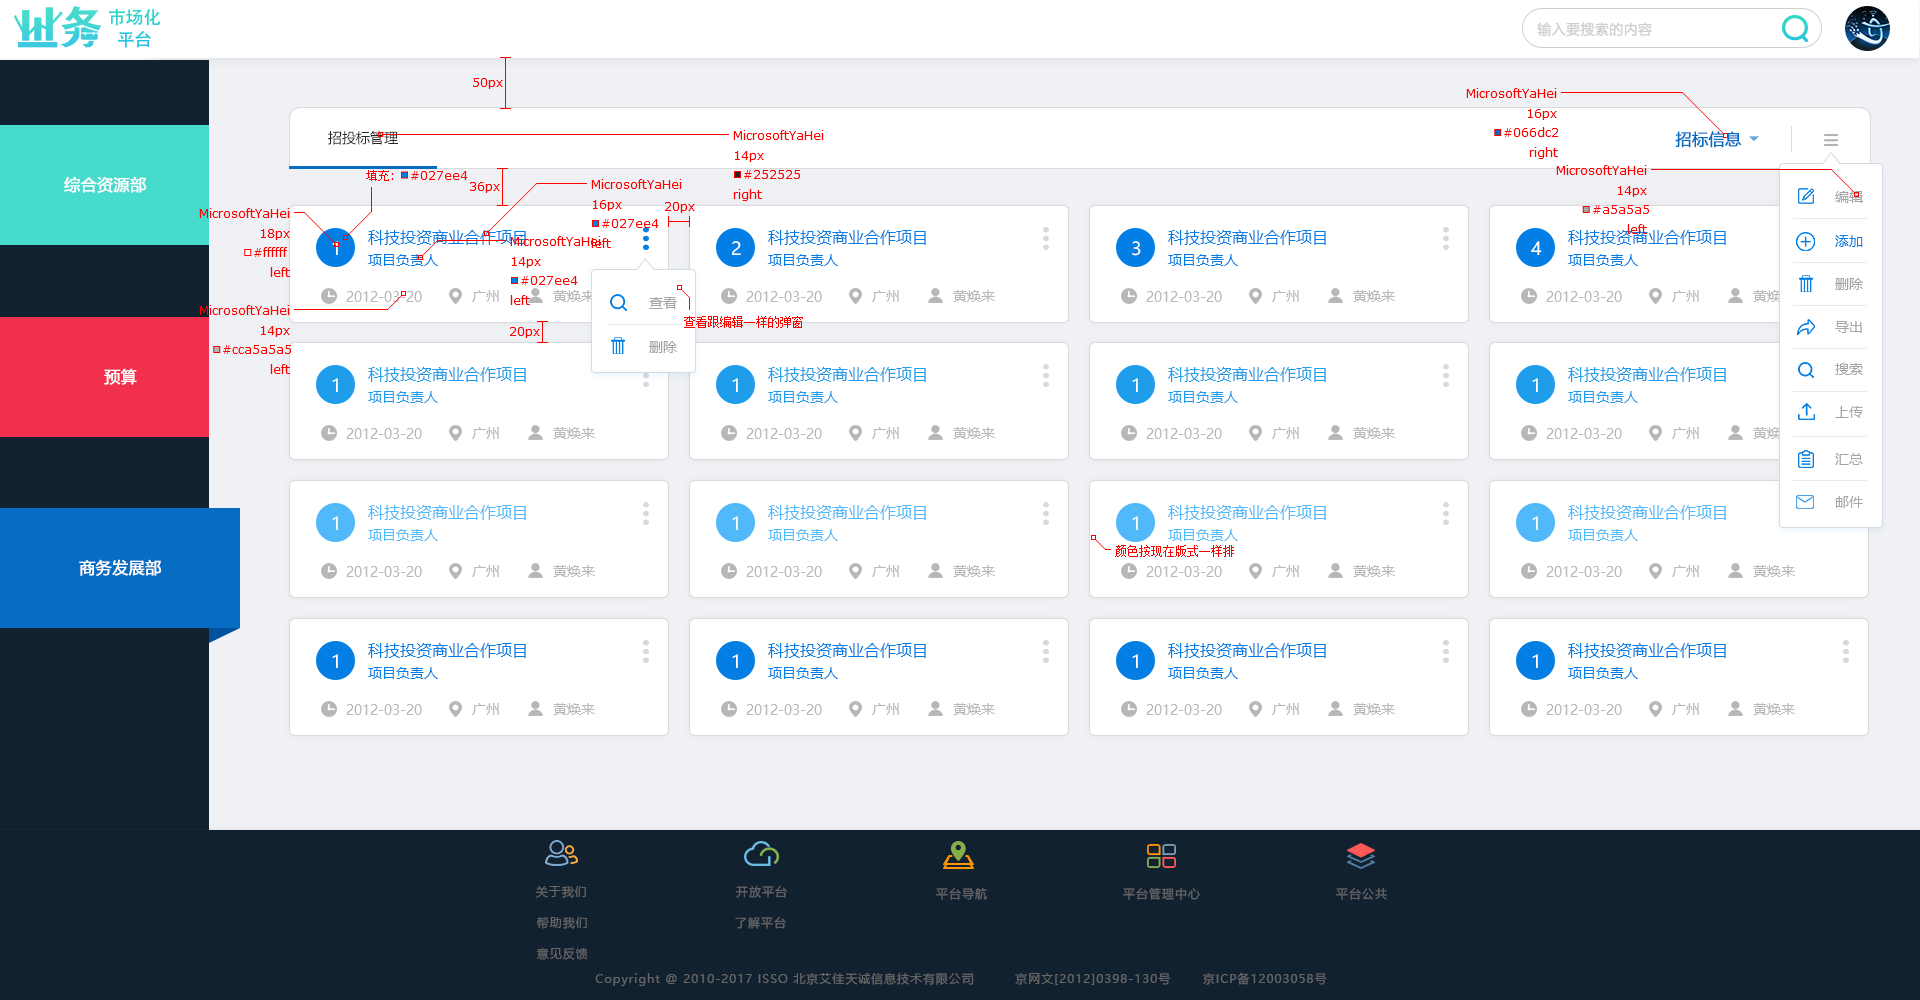 业务 市场化
平台
输入要搜索的内容
50px
MicrosoftYaHei
16px
#066dc2
right
招投标管理
MicrosoftYaHei
14px
#252525
right
招标信息
综合资源部
预算
商务发展部
填充: #027ee4
36px
MicrosoftYaHei
16px
#027ee4
left
20px
MicrosoftYaHei
14px
#a5a5a5
left
MicrosoftYaHei
18px
#ffffff
left
MicrosoftYaHei
14px
#027ee4
left
MicrosoftYaHei
14px
#cca5a5a5
left
20px
1 科技投资商业合作项目
项目负责人
2012-03-20 广州 黄焕来
查看
删除
查看跟编辑一样的弹窗
2 科技投资商业合作项目
项目负责人
2012-03-20 广州 黄焕来
3 科技投资商业合作项目
项目负责人
2012-03-20 广州 黄焕来
4 科技投资商业合作项目
项目负责人
2012-03-20 广州 黄焕
编辑
添加
删除
导出
搜索
上传
汇总
邮件
1 科技投资商业合作项目
项目负责人
2012-03-20 广州 黄焕来
1 科技投资商业合作项目
项目负责人
2012-03-20 广州 黄焕来
1 科技投资商业合作项目
项目负责人
2012-03-20 广州 黄焕来
1 科技投资商业合作项目
项目负责人
2012-03-20 广州 黄焕
1 科技投资商业合作项目
项目负责人
2012-03-20 广州 黄焕来
1 科技投资商业合作项目
项目负责人
2012-03-20 广州 黄焕来
1 科技投资商业合作项目
项目负责人
颜色按现在版式一样排
2012-03-20 广州 黄焕来
1 科技投资商业合作项目
项目负责人
2012-03-20 广州 黄焕来
1 科技投资商业合作项目
项目负责人
2012-03-20 广州 黄焕来
1 科技投资商业合作项目
项目负责人
2012-03-20 广州 黄焕来
1 科技投资商业合作项目
项目负责人
2012-03-20 广州 黄焕来
1 科技投资商业合作项目
项目负责人
2012-03-20 广州 黄焕来
关于我们
帮助我们
意见反馈
开放平台
了解平台
平台导航
平台管理中心
平台公共
Copyright @ 2010-2017 ISSO 北京艾佳天诚信息技术有限公司 京网文[2012]0398-130号 京ICP备12003058号